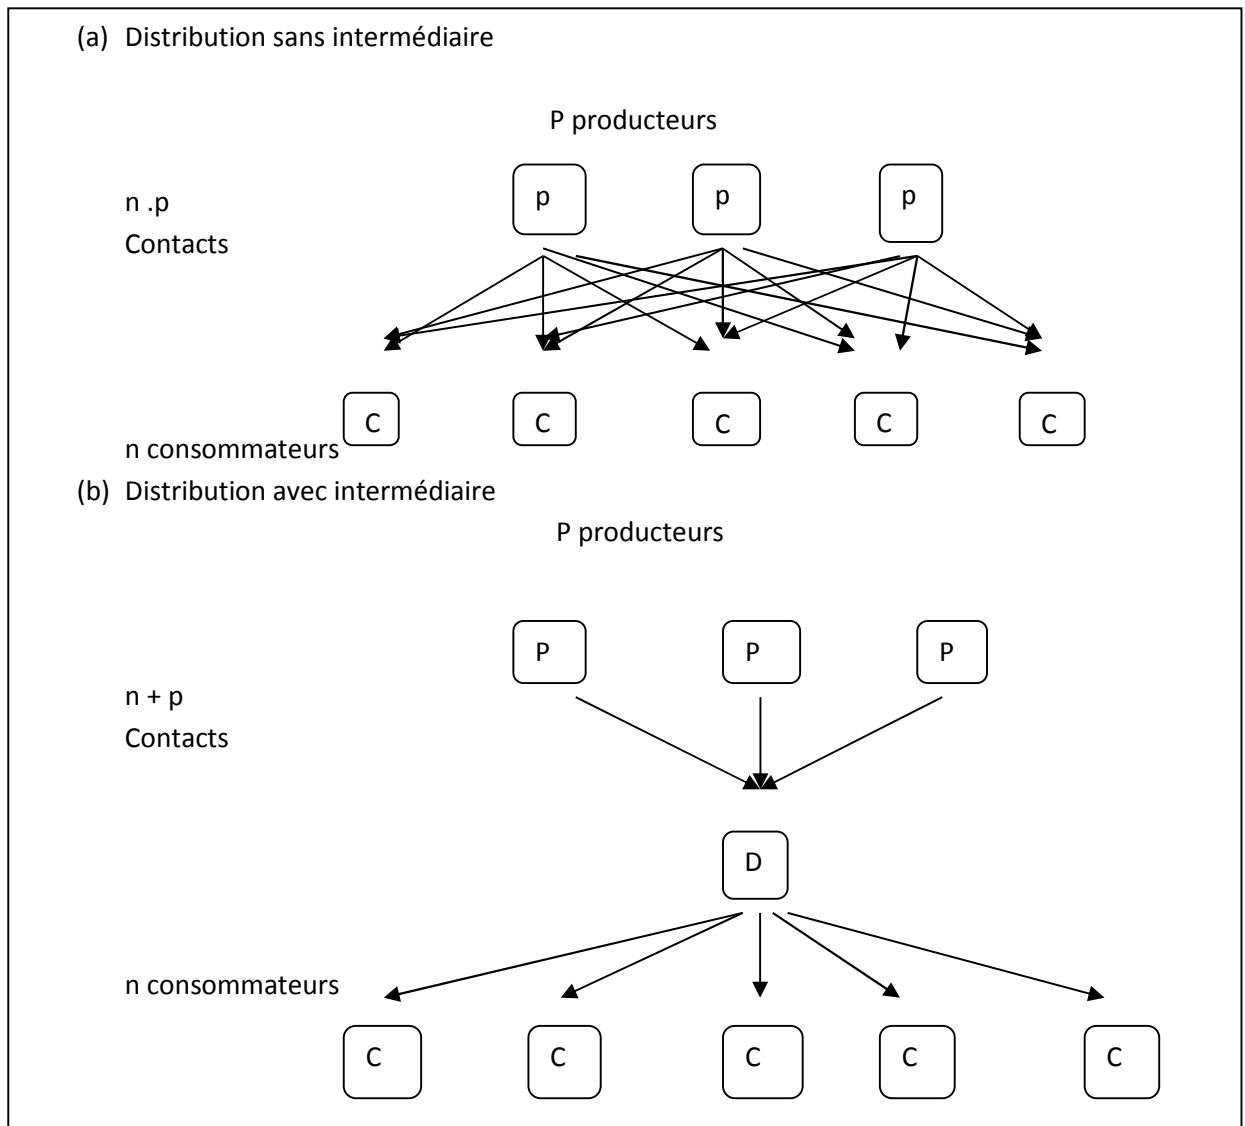 (a) Distribution sans intermédiaire
P producteurs
p p p
n .p
Contacts
C C C C C
n consommateurs
(b) Distribution avec intermédiaire
P producteurs
P P P
n + p
Contacts
D
n consommateurs
C C C C C